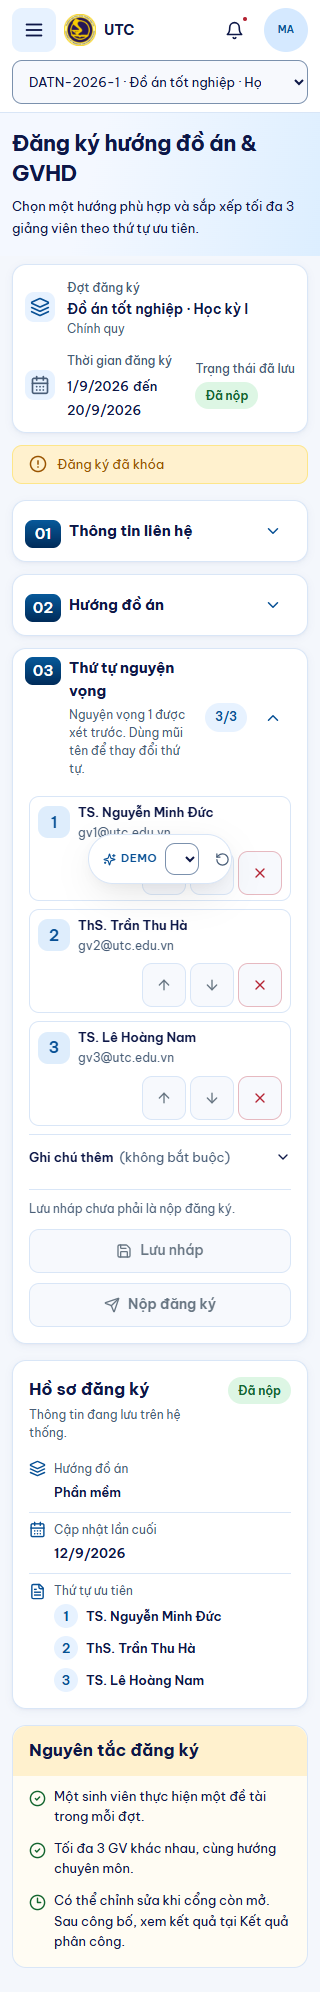 UTC
MA
DATN-2026-1 · Đồ án tốt nghiệp · Họ
Đăng ký hướng đồ án &
GVHD
Chọn một hướng phù hợp và sắp xếp tối đa 3
giảng viên theo thứ tự ưu tiên.
Đợt đăng ký
Đồ án tốt nghiệp · Học kỳ I
Chính quy
Thời gian đăng ký
1/9/2026 đến
20/9/2026
Trạng thái đã lưu
Đã nộp
Đăng ký đã khóa
01 Thông tin liên hệ
02 Hướng đồ án
03 Thứ tự nguyện
vọng
Nguyện vọng 1 được
xét trước. Dùng mũi
tên để thay đổi thứ
tự.
3/3
1 TS. Nguyễn Minh Đức
gv1@utc.edu.vn
DEMO
2 ThS. Trần Thu Hà
gv2@utc.edu.vn
3 TS. Lê Hoàng Nam
gv3@utc.edu.vn
Ghi chú thêm (không bắt buộc)
Lưu nháp chưa phải là nộp đăng ký.
Lưu nháp
Nộp đăng ký
Hồ sơ đăng ký
Đã nộp
Thông tin đang lưu trên hệ
thống.
Hướng đồ án
Phần mềm
Cập nhật lần cuối
12/9/2026
Thứ tự ưu tiên
1 TS. Nguyễn Minh Đức
2 ThS. Trần Thu Hà
3 TS. Lê Hoàng Nam
Nguyên tắc đăng ký
Một sinh viên thực hiện một đề tài
trong mỗi đợt.
Tối đa 3 GV khác nhau, cùng hướng
chuyên môn.
Có thể chỉnh sửa khi cổng còn mở.
Sau công bố, xem kết quả tại Kết quả
phân công.